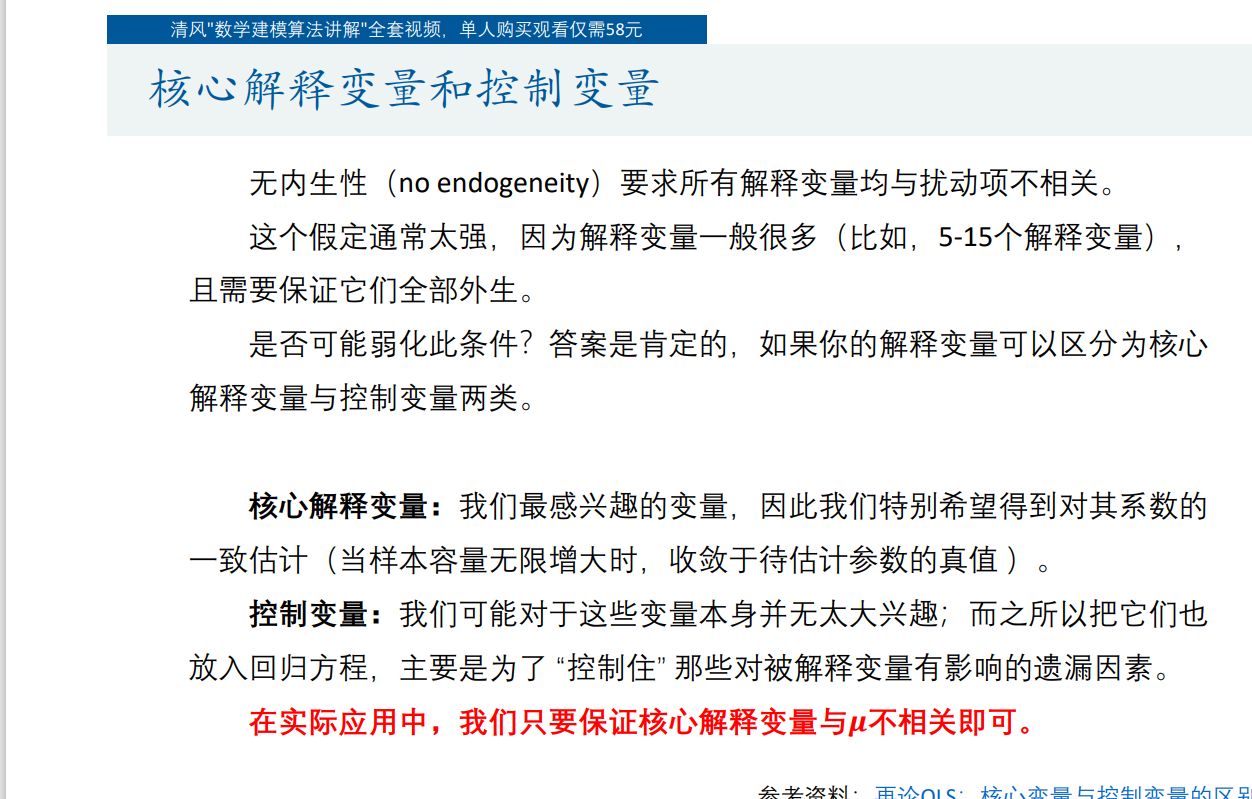 清风"数学建模算法讲解"全套视频，单人购买观看仅需58元
核心解释变量和控制变量
无内生性（no endogeneity）要求所有解释变量均与扰动项不相关。
这个假定通常太强，因为解释变量一般很多（比如，5-15个解释变量），
且需要保证它们全部外生。
是否可能弱化此条件？答案是肯定的，如果你的解释变量可以区分为核心
解释变量与控制变量两类。
核心解释变量：我们最感兴趣的变量，因此我们特别希望得到对其系数的
一致估计（当样本容量无限增大时，收敛于待估计参数的真值 ）。
控制变量：我们可能对于这些变量本身并无太大兴趣；而之所以把它们也
放入回归方程，主要是为了 “控制住” 那些对被解释变量有影响的遗漏因素。
在实际应用中，我们只要保证核心解释变量与μ不相关即可。
参考资料：再论OLS：核心变量与控制变量的区别